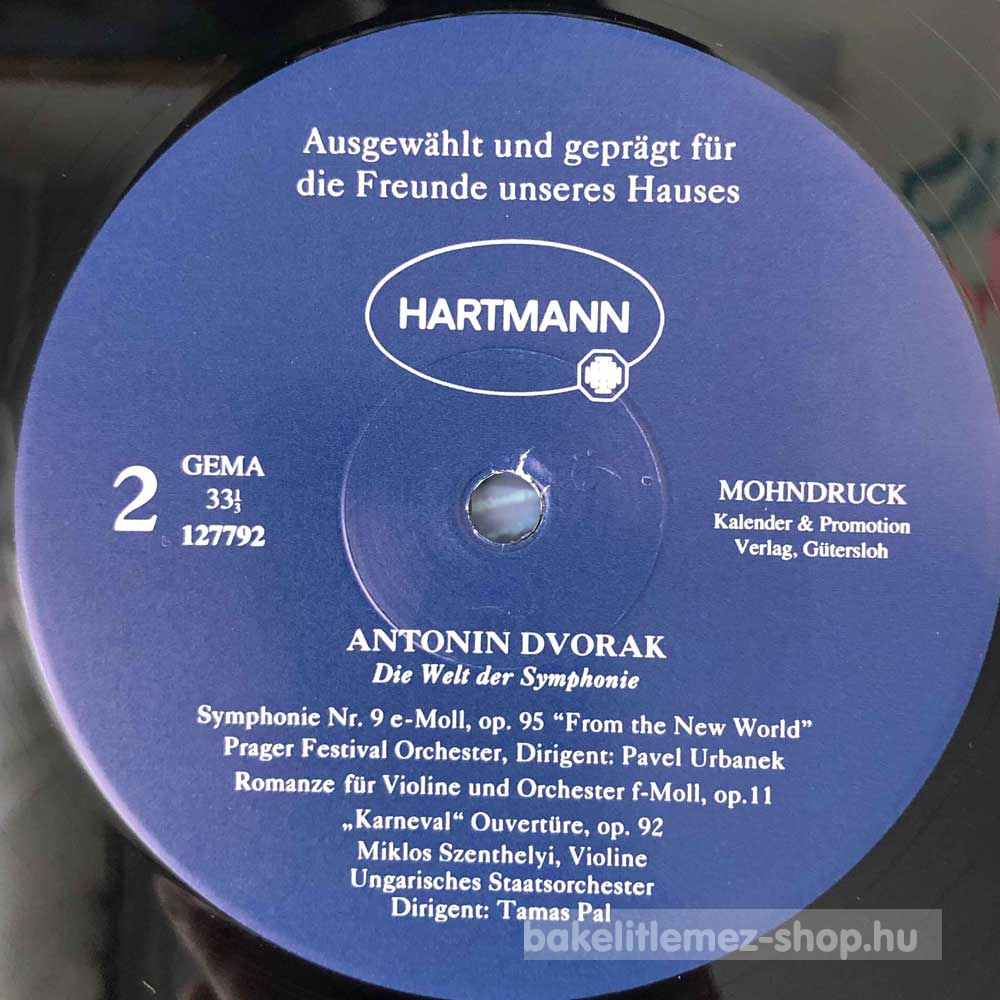 Ausgewählt und geprägt für
die Freunde unseres Hauses
HARTMANN
2
GEMA
33⅓
127792
MOHNDRUCK
Kalender & Promotion
Verlag, Gütersloh
ANTONIN DVORAK
Die Welt der Symphonie
Symphonie Nr. 9 e-Moll, op. 95 “From the New World”
Prager Festival Orchester, Dirigent: Pavel Urbanek
Romanze für Violine und Orchester f-Moll, op.11
„Karneval“ Ouvertüre, op. 92
Miklos Szenthelyi, Violine
Ungarisches Staatsorchester
Dirigent: Tamas Pal
bakelitlemez-shop.hu